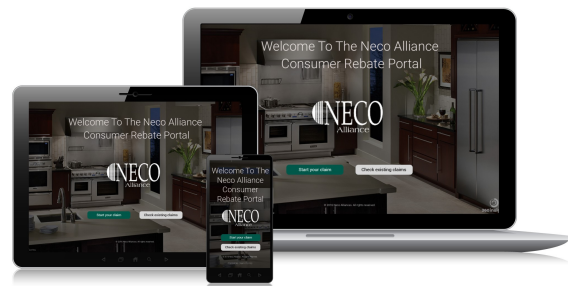 Welcome To The Neco Alliance
Consumer Rebate Portal
NECO
Alliance
Start your claim
Check existing claims
Welcome To The Neco Alliance
Consumer Rebate Portal
NECO
Alliance
Start your claim
Check existing claims
Welcome To The
Neco Alliance
Consumer
Rebate Portal
NECO
Alliance
Start your claim
Check existing claims